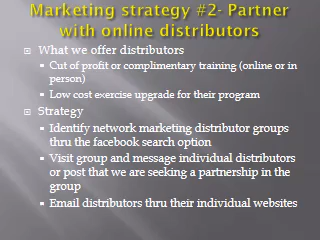 Marketing strategy #2- Partner
with online distributors
What we offer distributors
Cut of profit or complimentary training (online or in
person)
Low cost exercise upgrade for their program
Strategy
Identify network marketing distributor groups
thru the facebook search option
Visit group and message individual distributors
or post that we are seeking a partnership in the
group
Email distributors thru their individual websites